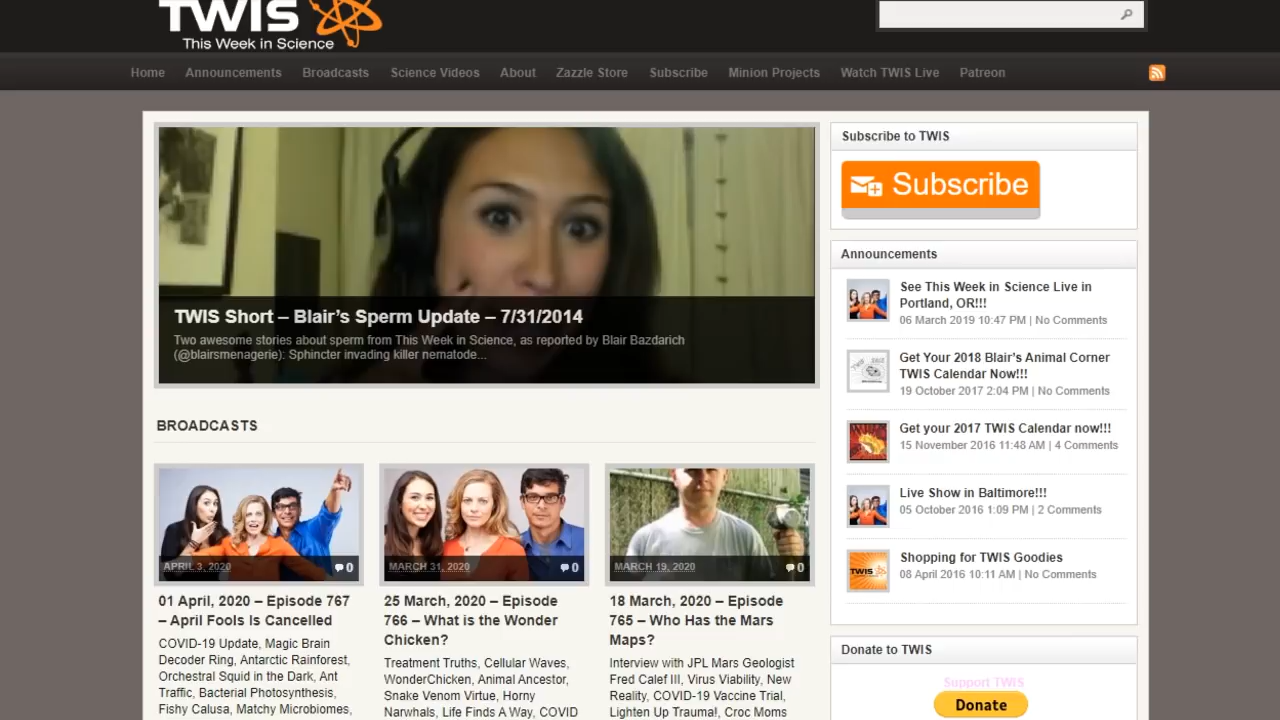 TWIS
This Week in Science
Home Announcements Broadcasts Science Videos About Zazzle Store Subscribe Minion Projects Watch TWIS Live Patreon
TWIS Short – Blair's Sperm Update – 7/31/2014
Two awesome stories about sperm from This Week in Science, as reported by Blair Bazdarich
(@blairsmenagerie): Sphincter invading killer nematode...
BROADCASTS
APRIL 3, 2020 0
01 April, 2020 – Episode 767
– April Fools Is Cancelled
COVID-19 Update, Magic Brain
Decoder Ring, Antarctic Rainforest,
Orchestral Squid in the Dark, Ant
Traffic, Bacterial Photosynthesis,
Fishy Calusa, Matchy Microbiomes,
MARCH 31, 2020 0
25 March, 2020 – Episode
766 – What is the Wonder
Chicken?
Treatment Truths, Cellular Waves,
WonderChicken, Animal Ancestor,
Snake Venom Virtue, Horny
Narwhals, Life Finds A Way, COVID
MARCH 19, 2020 0
18 March, 2020 – Episode
765 – Who Has the Mars
Maps?
Interview with JPL Mars Geologist
Fred Calef III, Virus Viability, New
Reality, COVID-19 Vaccine Trial,
Lighten Up Trauma!, Croc Moms
Subscribe to TWIS
Subscribe
Announcements
See This Week in Science Live in
Portland, OR!!!
06 March 2019 10:47 PM | No Comments
Get Your 2018 Blair's Animal Corner
TWIS Calendar Now!!!
19 October 2017 2:04 PM | No Comments
Get your 2017 TWIS Calendar now!!!
15 November 2016 11:48 AM | 4 Comments
Live Show in Baltimore!!!
05 October 2016 1:09 PM | 2 Comments
TWIS
Shopping for TWIS Goodies
08 April 2016 10:11 AM | No Comments
Donate to TWIS
Support TWIS
Donate